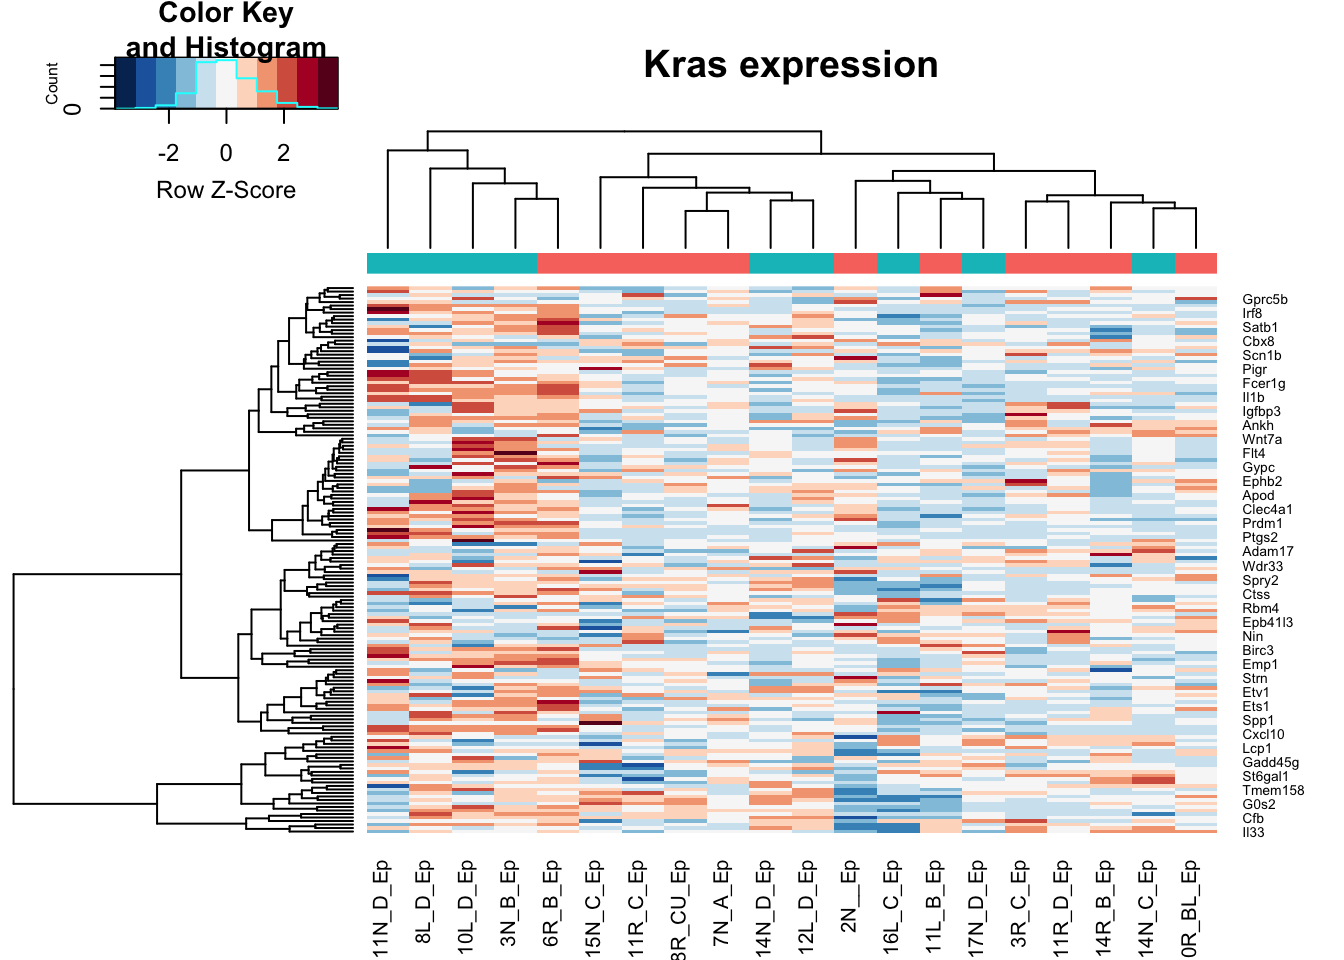 Color Key
and Histogram
Count
0
-2 0 2
Row Z-Score
Kras expression
Gprc5b
Irf8
Satb1
Cbx8
Scn1b
Pigr
Fcer1g
Il1b
Igfbp3
Ankh
Wnt7a
Flt4
Gypc
Ephb2
Apod
Clec4a1
Prdm1
Ptgs2
Adam17
Wdr33
Spry2
Ctss
Rbm4
Epb41l3
Nin
Birc3
Emp1
Strn
Etv1
Ets1
Spp1
Cxcl10
Lcp1
Gadd45g
St6gal1
Tmem158
G0s2
Cfb
Il33
11N_D_Ep
8L_D_Ep
10L_D_Ep
3N_B_Ep
6R_B_Ep
15N_C_Ep
11R_C_Ep
8R_CU_Ep
7N_A_Ep
14N_D_Ep
12L_D_Ep
2N__Ep
16L_C_Ep
11L_B_Ep
17N_D_Ep
3R_C_Ep
11R_D_Ep
14R_B_Ep
14N_C_Ep
0R_BL_Ep